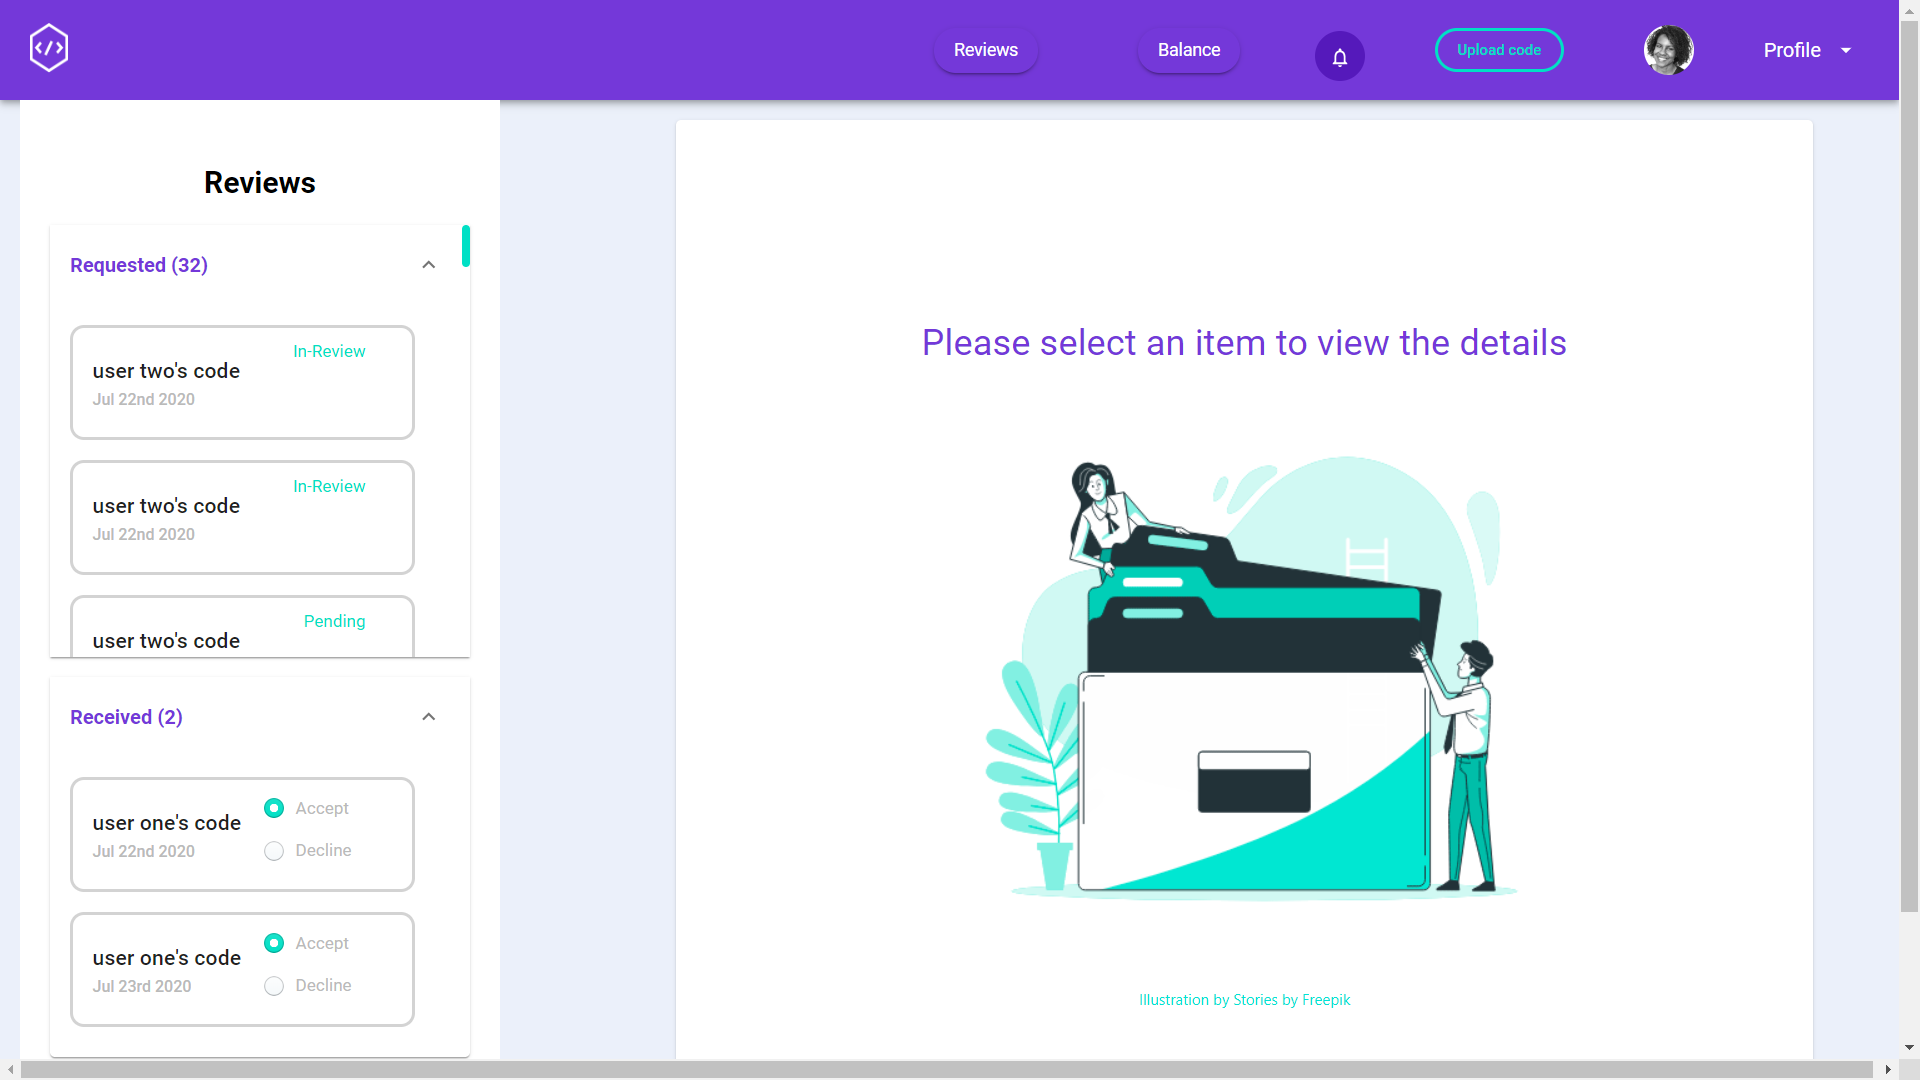 </>
Reviews
Balance
Upload code
Profile
Reviews
Requested (32)
In-Review
user two's code
Jul 22nd 2020
In-Review
user two's code
Jul 22nd 2020
Pending
user two's code
Received (2)
Accept
user one's code
Jul 22nd 2020
Decline
Accept
user one's code
Jul 23rd 2020
Decline
Please select an item to view the details
Illustration by Stories by Freepik